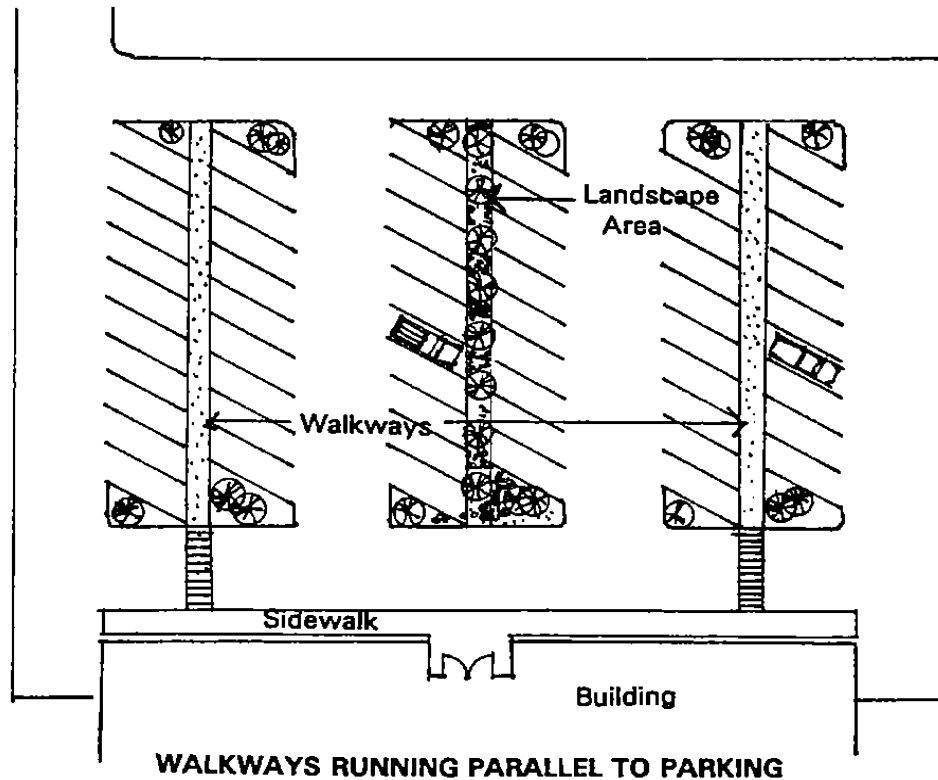 Landscape
Area
Walkways
Sidewalk
Building
WALKWAYS RUNNING PARALLEL TO PARKING